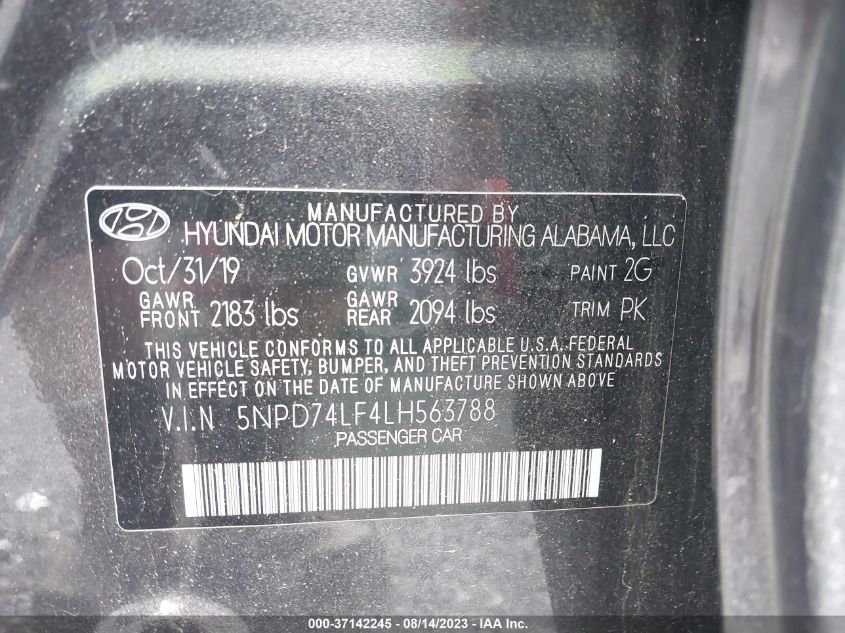 MANUFACTURED BY
HYUNDAI MOTOR MANUFACTURING ALABAMA, LLC
Oct/31/19 GVWR 3924 lbs PAINT 2G
GAWR FRONT 2183 lbs GAWR REAR 2094 lbs TRIM PK
THIS VEHICLE CONFORMS TO ALL APPLICABLE U.S.A. FEDERAL
MOTOR VEHICLE SAFETY, BUMPER, AND THEFT PREVENTION STANDARDS
IN EFFECT ON THE DATE OF MANUFACTURE SHOWN ABOVE
V.I.N 5NPD74LF4LH563788
PASSENGER CAR
000-37142245 - 08/14/2023 - © IAA Inc.